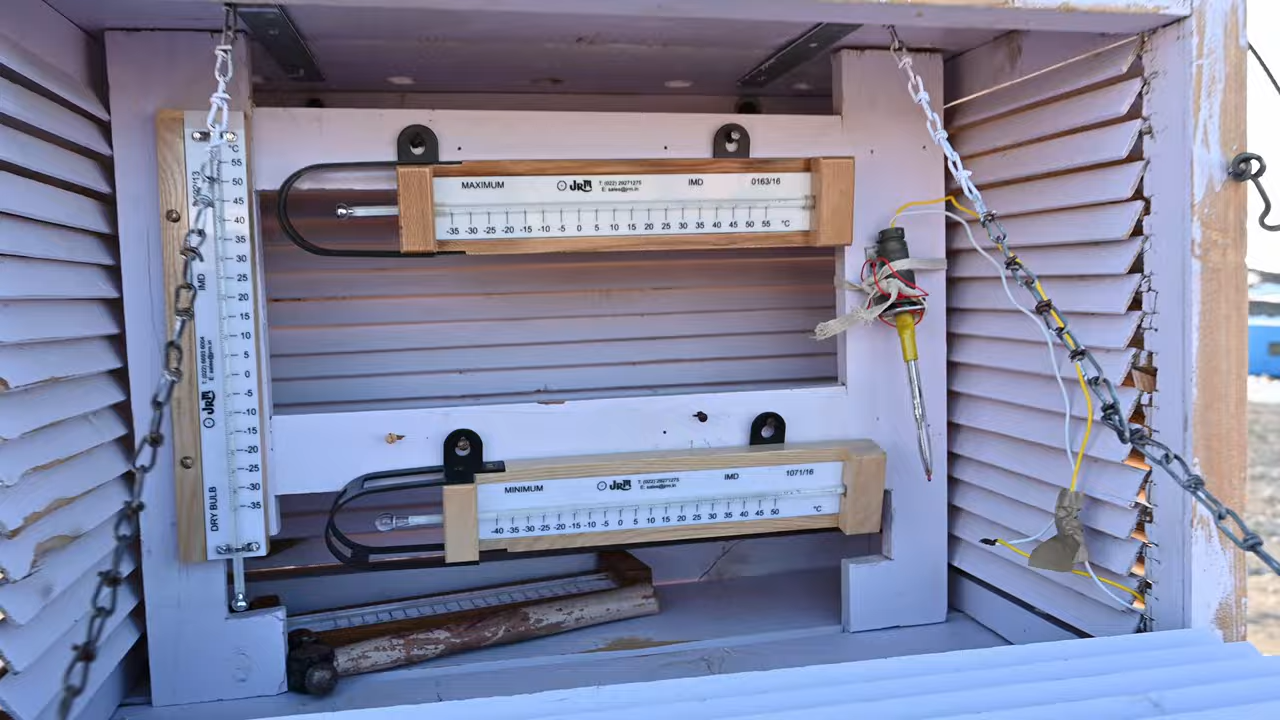 MAXIMUM
JRM
T: (022) 28271275
E: sales@jrm.in
IMD
0163/16
-35 -30 -25 -20 -15 -10 -5 0 5 10 15 20 25 30 35 40 45 50 55 °C
°C
55
50
45
40
35
30
25
20
15
10
5
0
-5
-10
-15
-20
-25
-30
-35
IMD
JRM
DRY BULB
MINIMUM
JRM
T: (022) 28271275
E: sales@jrm.in
IMD
1071/16
-40 -35 -30 -25 -20 -15 -10 -5 0 5 10 15 20 25 30 35 40 45 50 °C